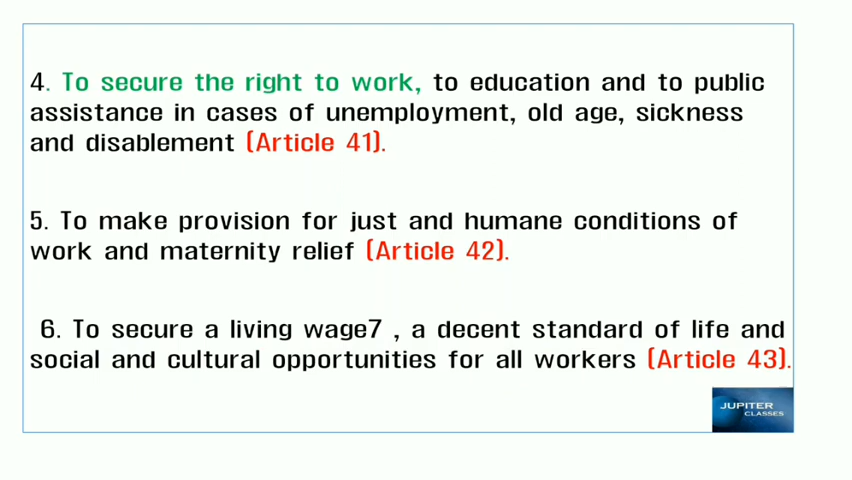 4. To secure the right to work, to education and to public
assistance in cases of unemployment, old age, sickness
and disablement (Article 41).
5. To make provision for just and humane conditions of
work and maternity relief (Article 42).
6. To secure a living wage7 , a decent standard of life and
social and cultural opportunities for all workers (Article 43).
JUPITER
CLASSES